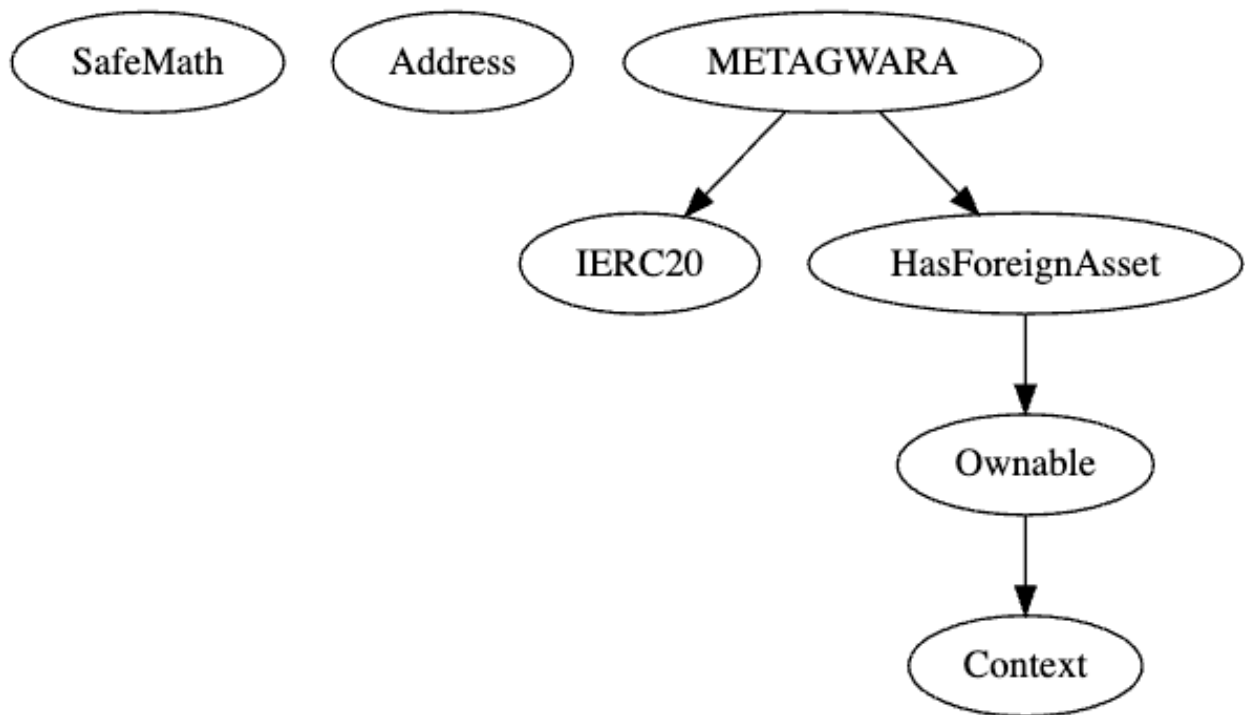 SafeMath
Address
METAGWARA
IERC20
HasForeignAsset
Ownable
Context